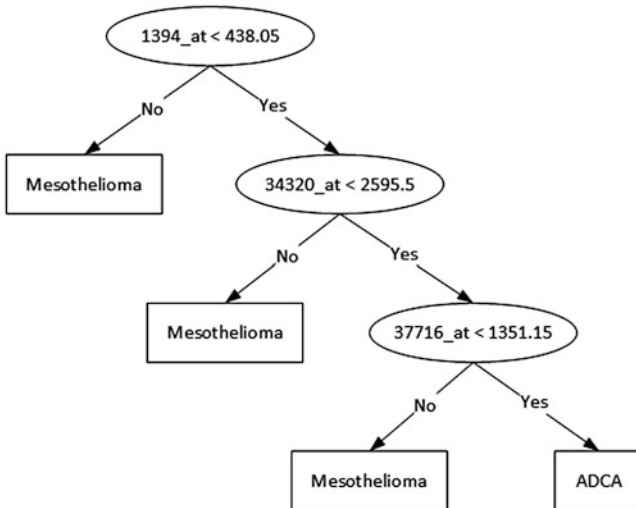 1394_at < 438.05
No
Yes
Mesothelioma
34320_at < 2595.5
No
Yes
Mesothelioma
37716_at < 1351.15
No
Yes
Mesothelioma
ADCA